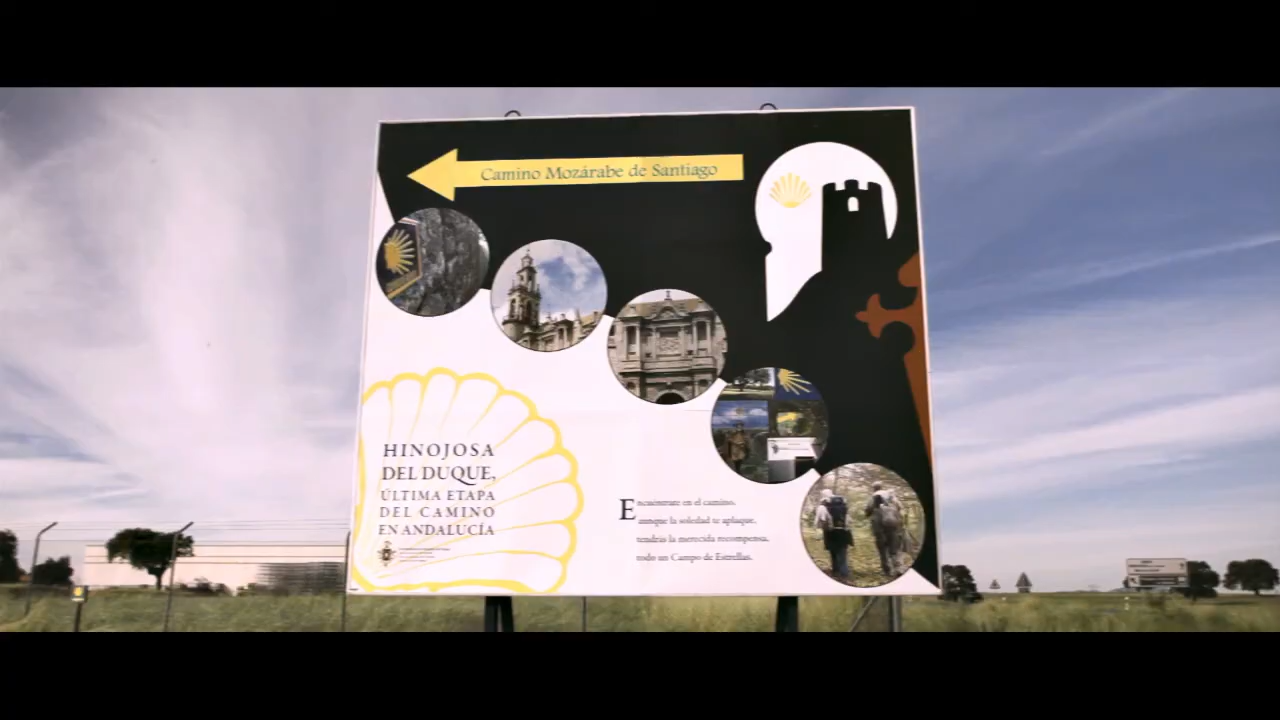 Camino Mozárabe de Santiago
HINOJOSA
DEL DUQUE,
ÚLTIMA ETAPA
DEL CAMINO
EN ANDALUCÍA
Encuéntrate en el camino,
aunque la soledad te aplaque,
tendrás la merecida recompensa,
todo un Campo de Estrellas.